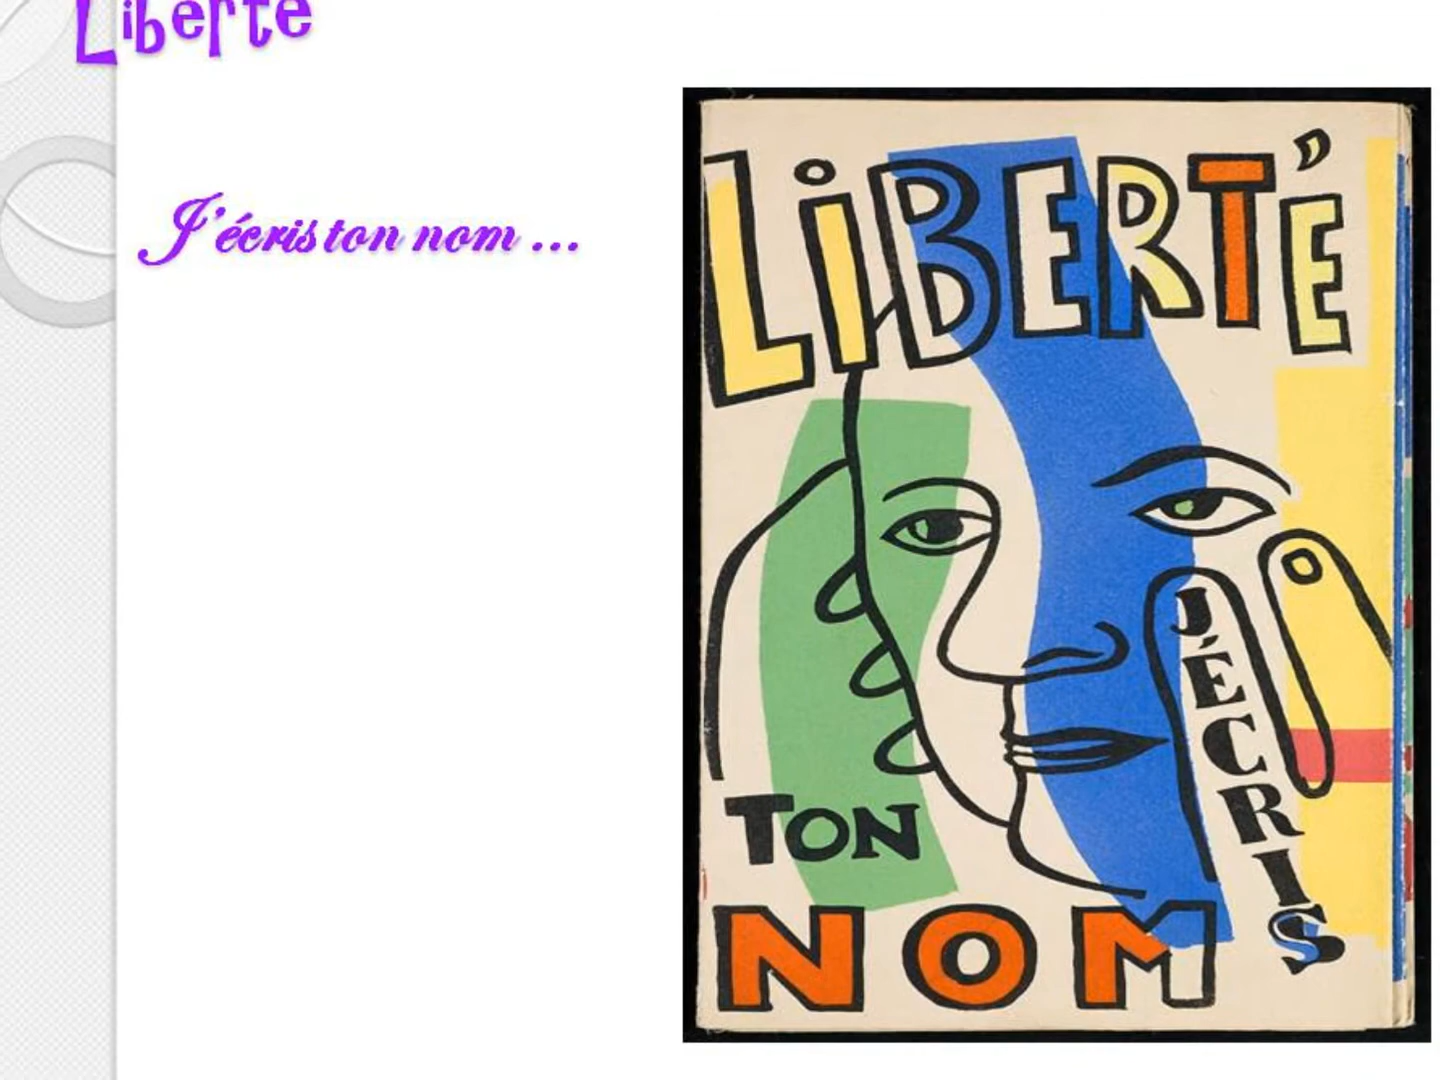 Liberté
J'écris ton nom ...
LiBERTÉ
J'ÉCRIS
TON
NOM